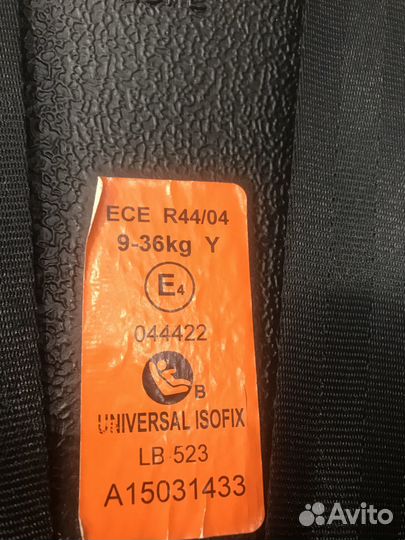 ECE R44/04
9-36kg Y
E4
044422
B
UNIVERSAL ISOFIX
LB 523
A15031433
Avito